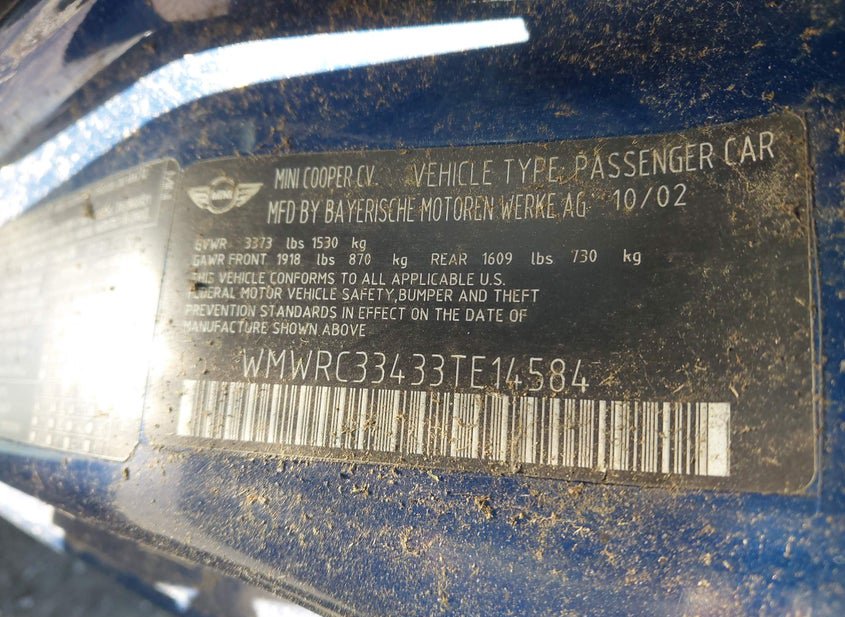 MINI
MINI COOPER CV. VEHICLE TYPE: PASSENGER CAR
MFD BY BAYERISCHE MOTOREN WERKE AG 10/02
GVWR 3373 lbs 1530 kg
GAWR FRONT 1918 lbs 870 kg REAR 1609 lbs 730 kg
THIS VEHICLE CONFORMS TO ALL APPLICABLE U.S.
FEDERAL MOTOR VEHICLE SAFETY,BUMPER AND THEFT
PREVENTION STANDARDS IN EFFECT ON THE DATE OF
MANUFACTURE SHOWN ABOVE
WMWRC33433TE14584